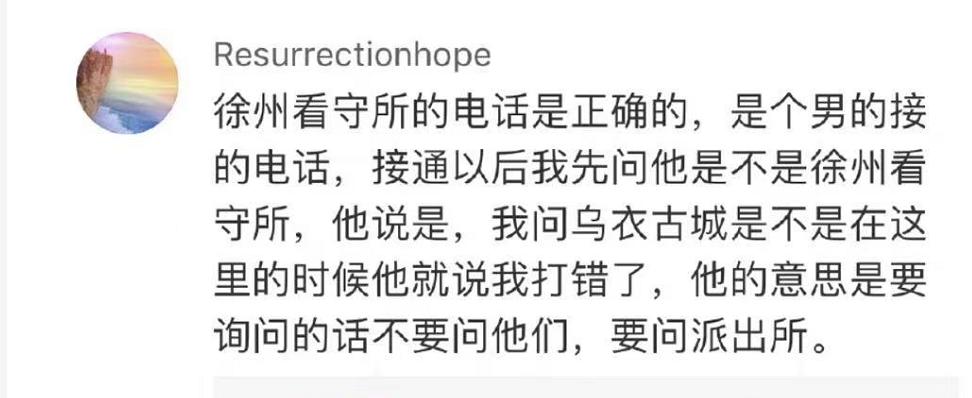 Resurrectionhope
徐州看守所的电话是正确的，是个男的接
的电话，接通以后我先问他是不是徐州看
守所，他说是，我问乌衣古城是不是在这
里的时候他就说我打错了，他的意思是要
询问的话不要问他们，要问派出所。